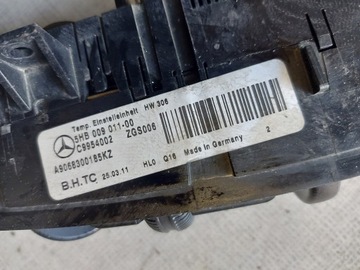 Temp. Einstelleinheit HW 306
5HB 009 011-00
C9954002 ZGS006
A9068300185KZ
B.H.TC 25.03.11 HL0 Q16 Made in Germany 2